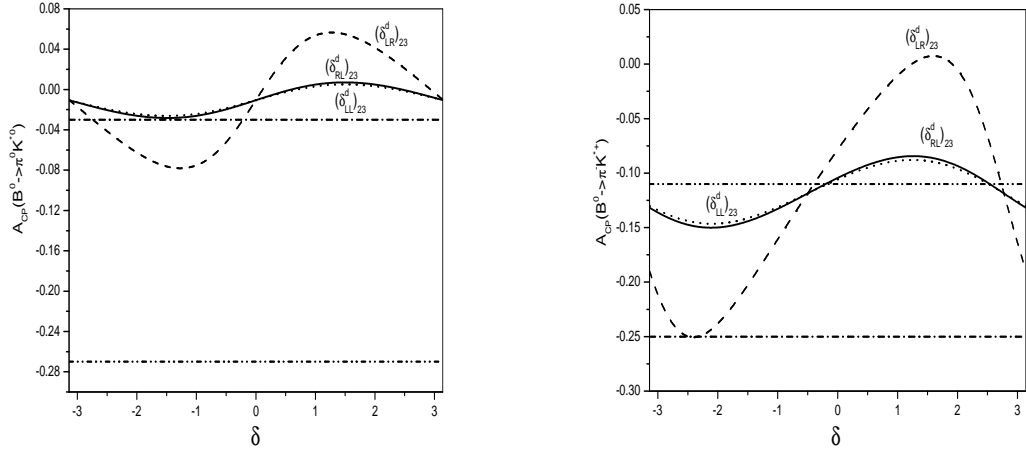 0.08
0.04
0.00
-0.04
-0.08
-0.12
-0.16
-0.20
-0.24
-0.28
A_CP(B⁰->π⁰K*⁰)
(δ^d_LR)_23
(δ^d_RL)_23
(δ^d_LL)_23
-3 -2 -1 0 1 2 3
δ
0.05
0.00
-0.05
-0.10
-0.15
-0.20
-0.25
-0.30
A_CP(B⁰->π⁻K*⁺)
(δ^d_LR)_23
(δ^d_RL)_23
(δ^d_LL)_23
-3 -2 -1 0 1 2 3
δ